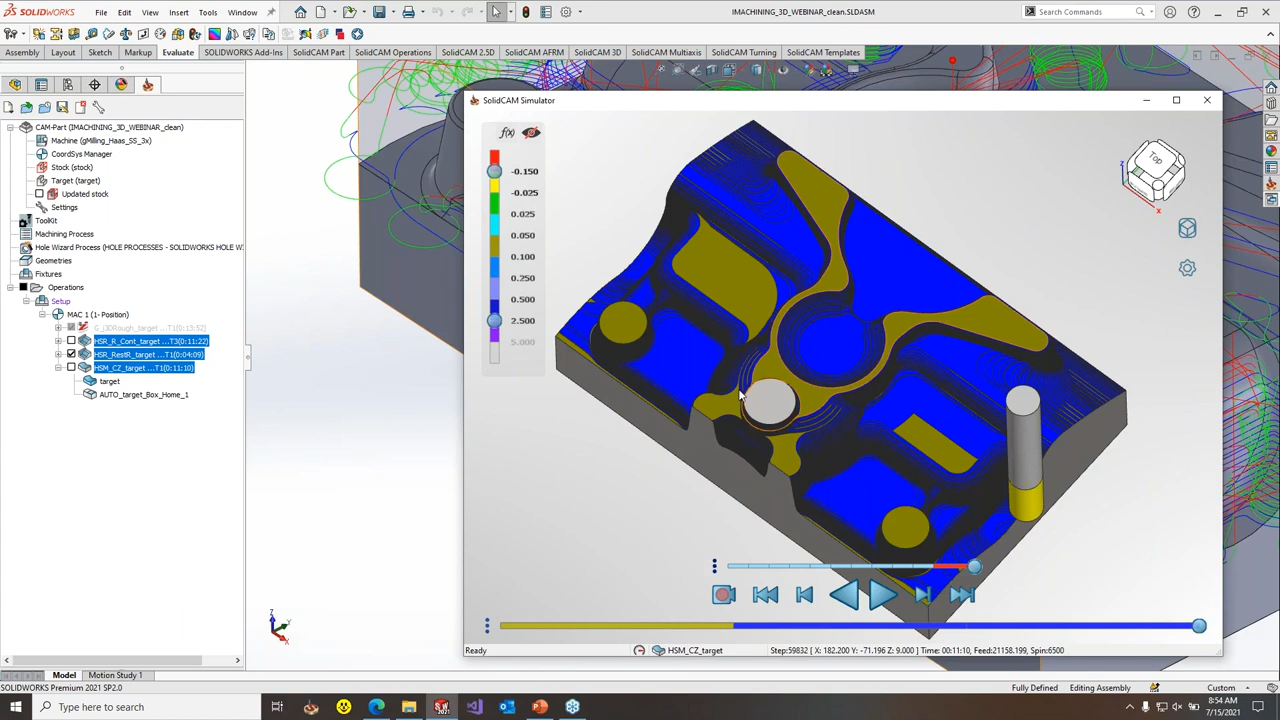 SOLIDWORKS
File
Edit
View
Insert
Tools
Window
IMACHINING_3D_WEBINAR_clean.SLDASM
Search Commands
Assembly
Layout
Sketch
Markup
Evaluate
SOLIDWORKS Add-Ins
SolidCAM Part
SolidCAM Operations
SolidCAM 2.5D
SolidCAM AFRM
SolidCAM 3D
SolidCAM Multiaxis
SolidCAM Turning
SolidCAM Templates
CAM-Part (IMACHINING_3D_WEBINAR_clean)
Machine (gMilling_Haas_SS_3x)
CoordSys Manager
Stock (stock)
Target (target)
Updated stock
Settings
ToolKit
Machining Process
Hole Wizard Process (HOLE PROCESSES - SOLIDWORKS HOLE W
Geometries
Fixtures
Operations
Setup
MAC 1 (1- Position)
G_i3DRough_target ...T1(0:13:52)
HSR_R_Cont_target ...T3(0:11:22)
HSR_RestR_target ...T1(0:04:09)
HSM_CZ_target ...T1(0:11:10)
target
AUTO_target_Box_Home_1
SolidCAM Simulator
f(x)
-0.150
-0.025
0.025
0.050
0.100
0.250
0.500
2.500
5.000
Top
Z
X
Ready
HSM_CZ_target
Step:59832 [ X: 182.200 Y: -71.196 Z: 9.000 ] Time: 00:11:10, Feed:21158.199, Spin:6500
Z
Y
X
Model
Motion Study 1
SOLIDWORKS Premium 2021 SP2.0
Fully Defined
Editing Assembly
Custom
Type here to search
8:54 AM
7/15/2021